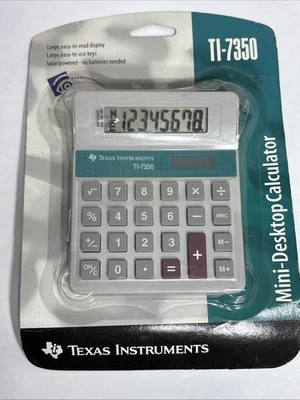 Large, easy-to-read display
Large, easy-to-use keys
Solar powered - no batteries needed
TI-7350
12345678.
TEXAS INSTRUMENTS
TI-7350
√ 7 8 9 × ÷
% 4 5 6 − MRC
+/− 1 2 3 M−
ON/C 0 · = + M+
Mini-Desktop Calculator
TEXAS INSTRUMENTS